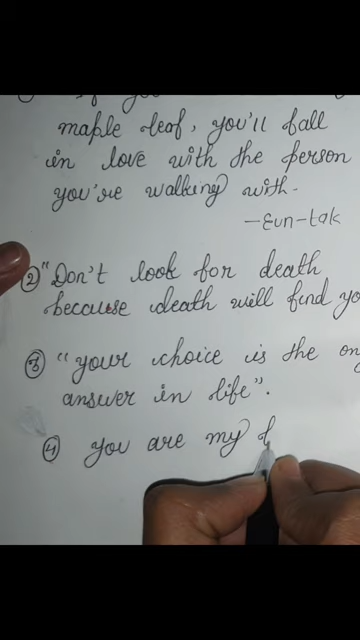 maple leaf, you'll fall
in love with the person
you're walking with.
-Eun-tak
② "Don't look for death
because death will find yo
③ "your choice is the on
answer in life".
④ you are my f